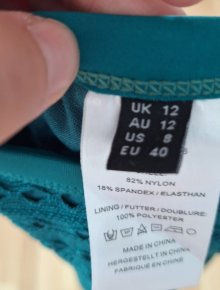 UK 12
AU 12
US 8
EU 40
82% NYLON
18% SPANDEX / ELASTHAN
LINING / FUTTER / DOUBLURE:
100% POLYESTER
MADE IN CHINA
HERGESTELLT IN CHINA
FABRIQUE EN CHINE